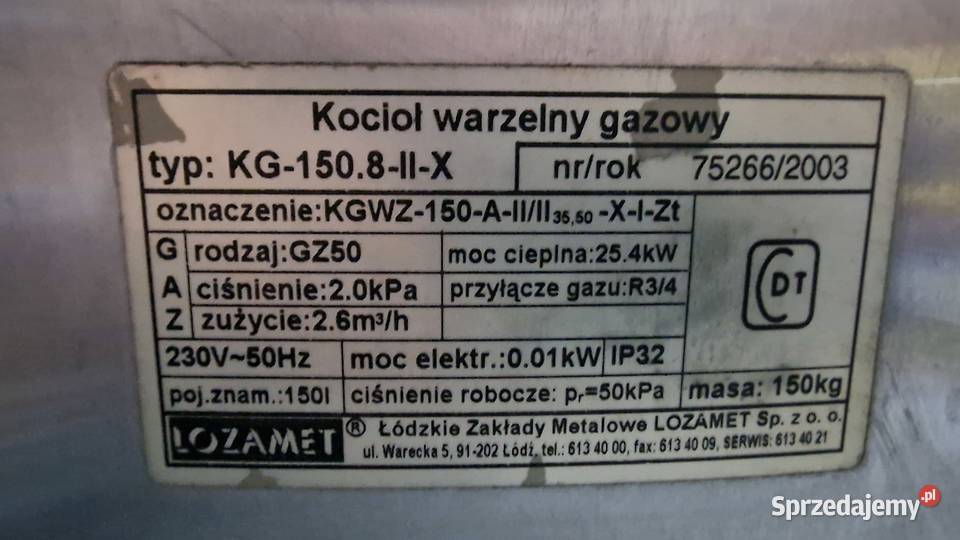 Kocioł warzelny gazowy
typ: KG-150.8-II-X nr/rok 75266/2003
oznaczenie:KGWZ-150-A-II/II35,50-X-I-Zt
G rodzaj:GZ50 moc cieplna:25.4kW
A ciśnienie:2.0kPa przyłącze gazu:R3/4
Z zużycie:2.6m³/h
CDT
230V~50Hz moc elektr.:0.01kW IP32
poj.znam.:150l ciśnienie robocze: pr=50kPa masa: 150kg
LOZAMET® Łódzkie Zakłady Metalowe LOZAMET Sp. z o. o.
ul. Warecka 5, 91-202 Łódź, tel.: 613 40 00, fax: 613 40 09, SERWIS: 613 40 21
Sprzedajemy.pl